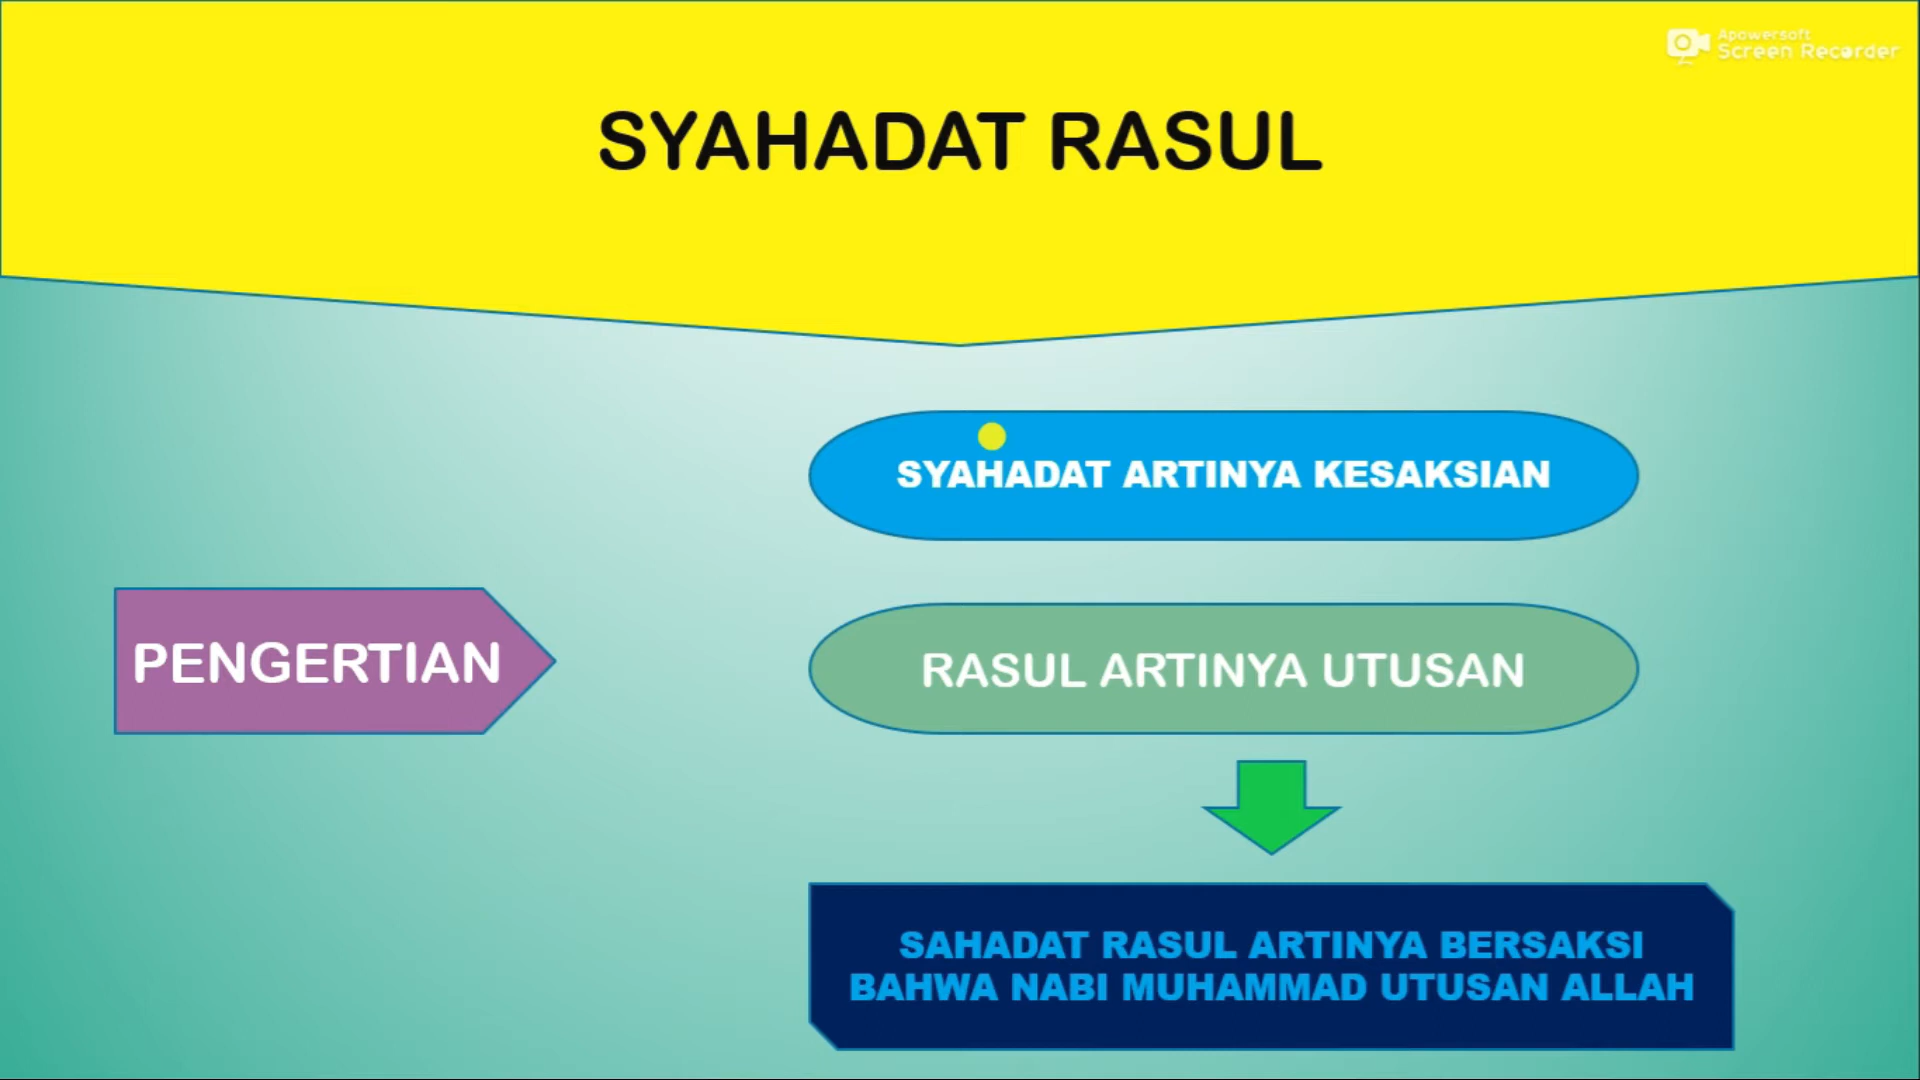 Apowersoft
Screen Recorder
SYAHADAT RASUL
SYAHADAT ARTINYA KESAKSIAN
PENGERTIAN
RASUL ARTINYA UTUSAN
SAHADAT RASUL ARTINYA BERSAKSI
BAHWA NABI MUHAMMAD UTUSAN ALLAH